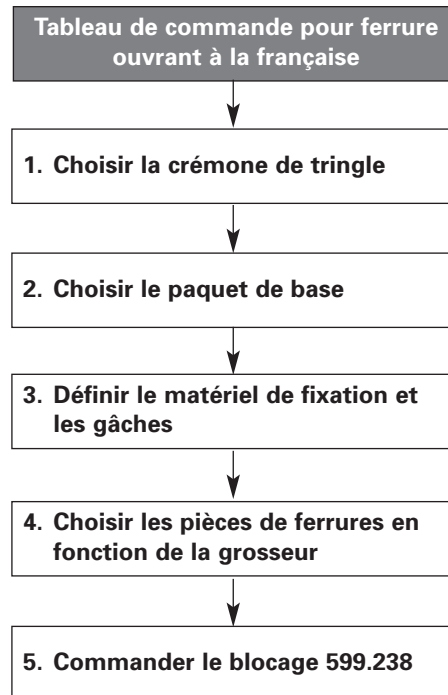 Tableau de commande pour ferrure
ouvrant à la française
1. Choisir la crémone de tringle
2. Choisir le paquet de base
3. Définir le matériel de fixation et
les gâches
4. Choisir les pièces de ferrures en
fonction de la grosseur
5. Commander le blocage 599.238